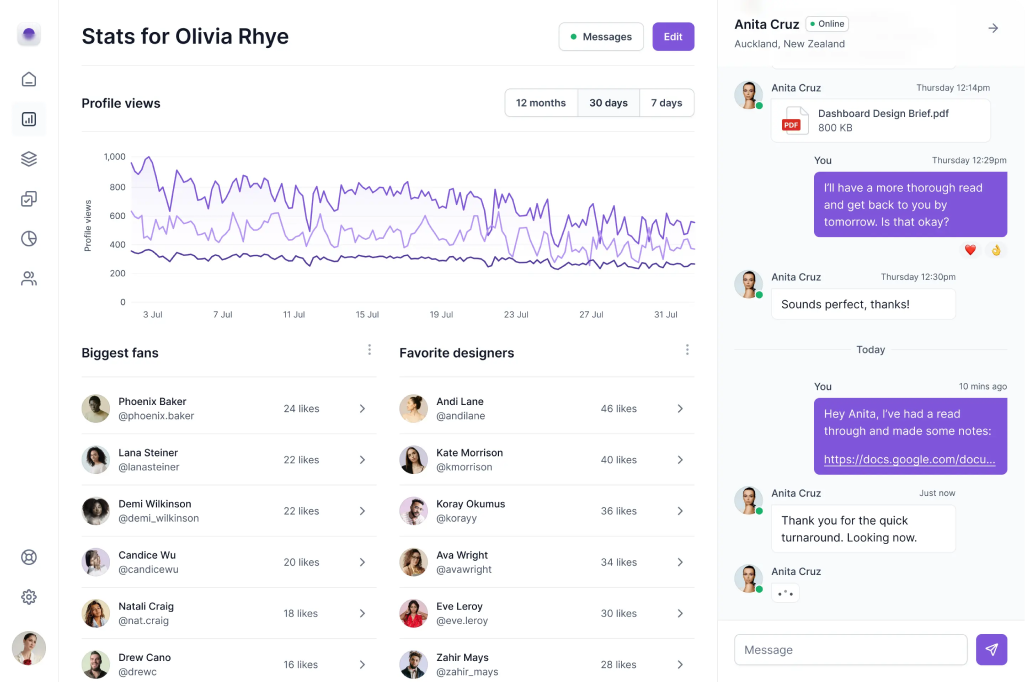 Stats for Olivia Rhye
Messages
Edit
Profile views
12 months
30 days
7 days
Profile views
1,000
800
600
400
200
0
3 Jul
7 Jul
11 Jul
15 Jul
19 Jul
23 Jul
27 Jul
31 Jul
Biggest fans
Phoenix Baker
@phoenix.baker
24 likes
Lana Steiner
@lanasteiner
22 likes
Demi Wilkinson
@demi_wilkinson
22 likes
Candice Wu
@candicewu
20 likes
Natali Craig
@nat.craig
18 likes
Drew Cano
@drewc
16 likes
Favorite designers
Andi Lane
@andilane
46 likes
Kate Morrison
@kmorrison
40 likes
Koray Okumus
@korayy
36 likes
Ava Wright
@avawright
34 likes
Eve Leroy
@eve.leroy
30 likes
Zahir Mays
@zahir_mays
28 likes
Anita Cruz
Online
Auckland, New Zealand
Anita Cruz
Thursday 12:14pm
PDF
Dashboard Design Brief.pdf
800 KB
You
Thursday 12:29pm
I'll have a more thorough read
and get back to you by
tomorrow. Is that okay?
Anita Cruz
Thursday 12:30pm
Sounds perfect, thanks!
Today
You
10 mins ago
Hey Anita, I've had a read
through and made some notes:
https://docs.google.com/docu...
Anita Cruz
Just now
Thank you for the quick
turnaround. Looking now.
Anita Cruz
Message